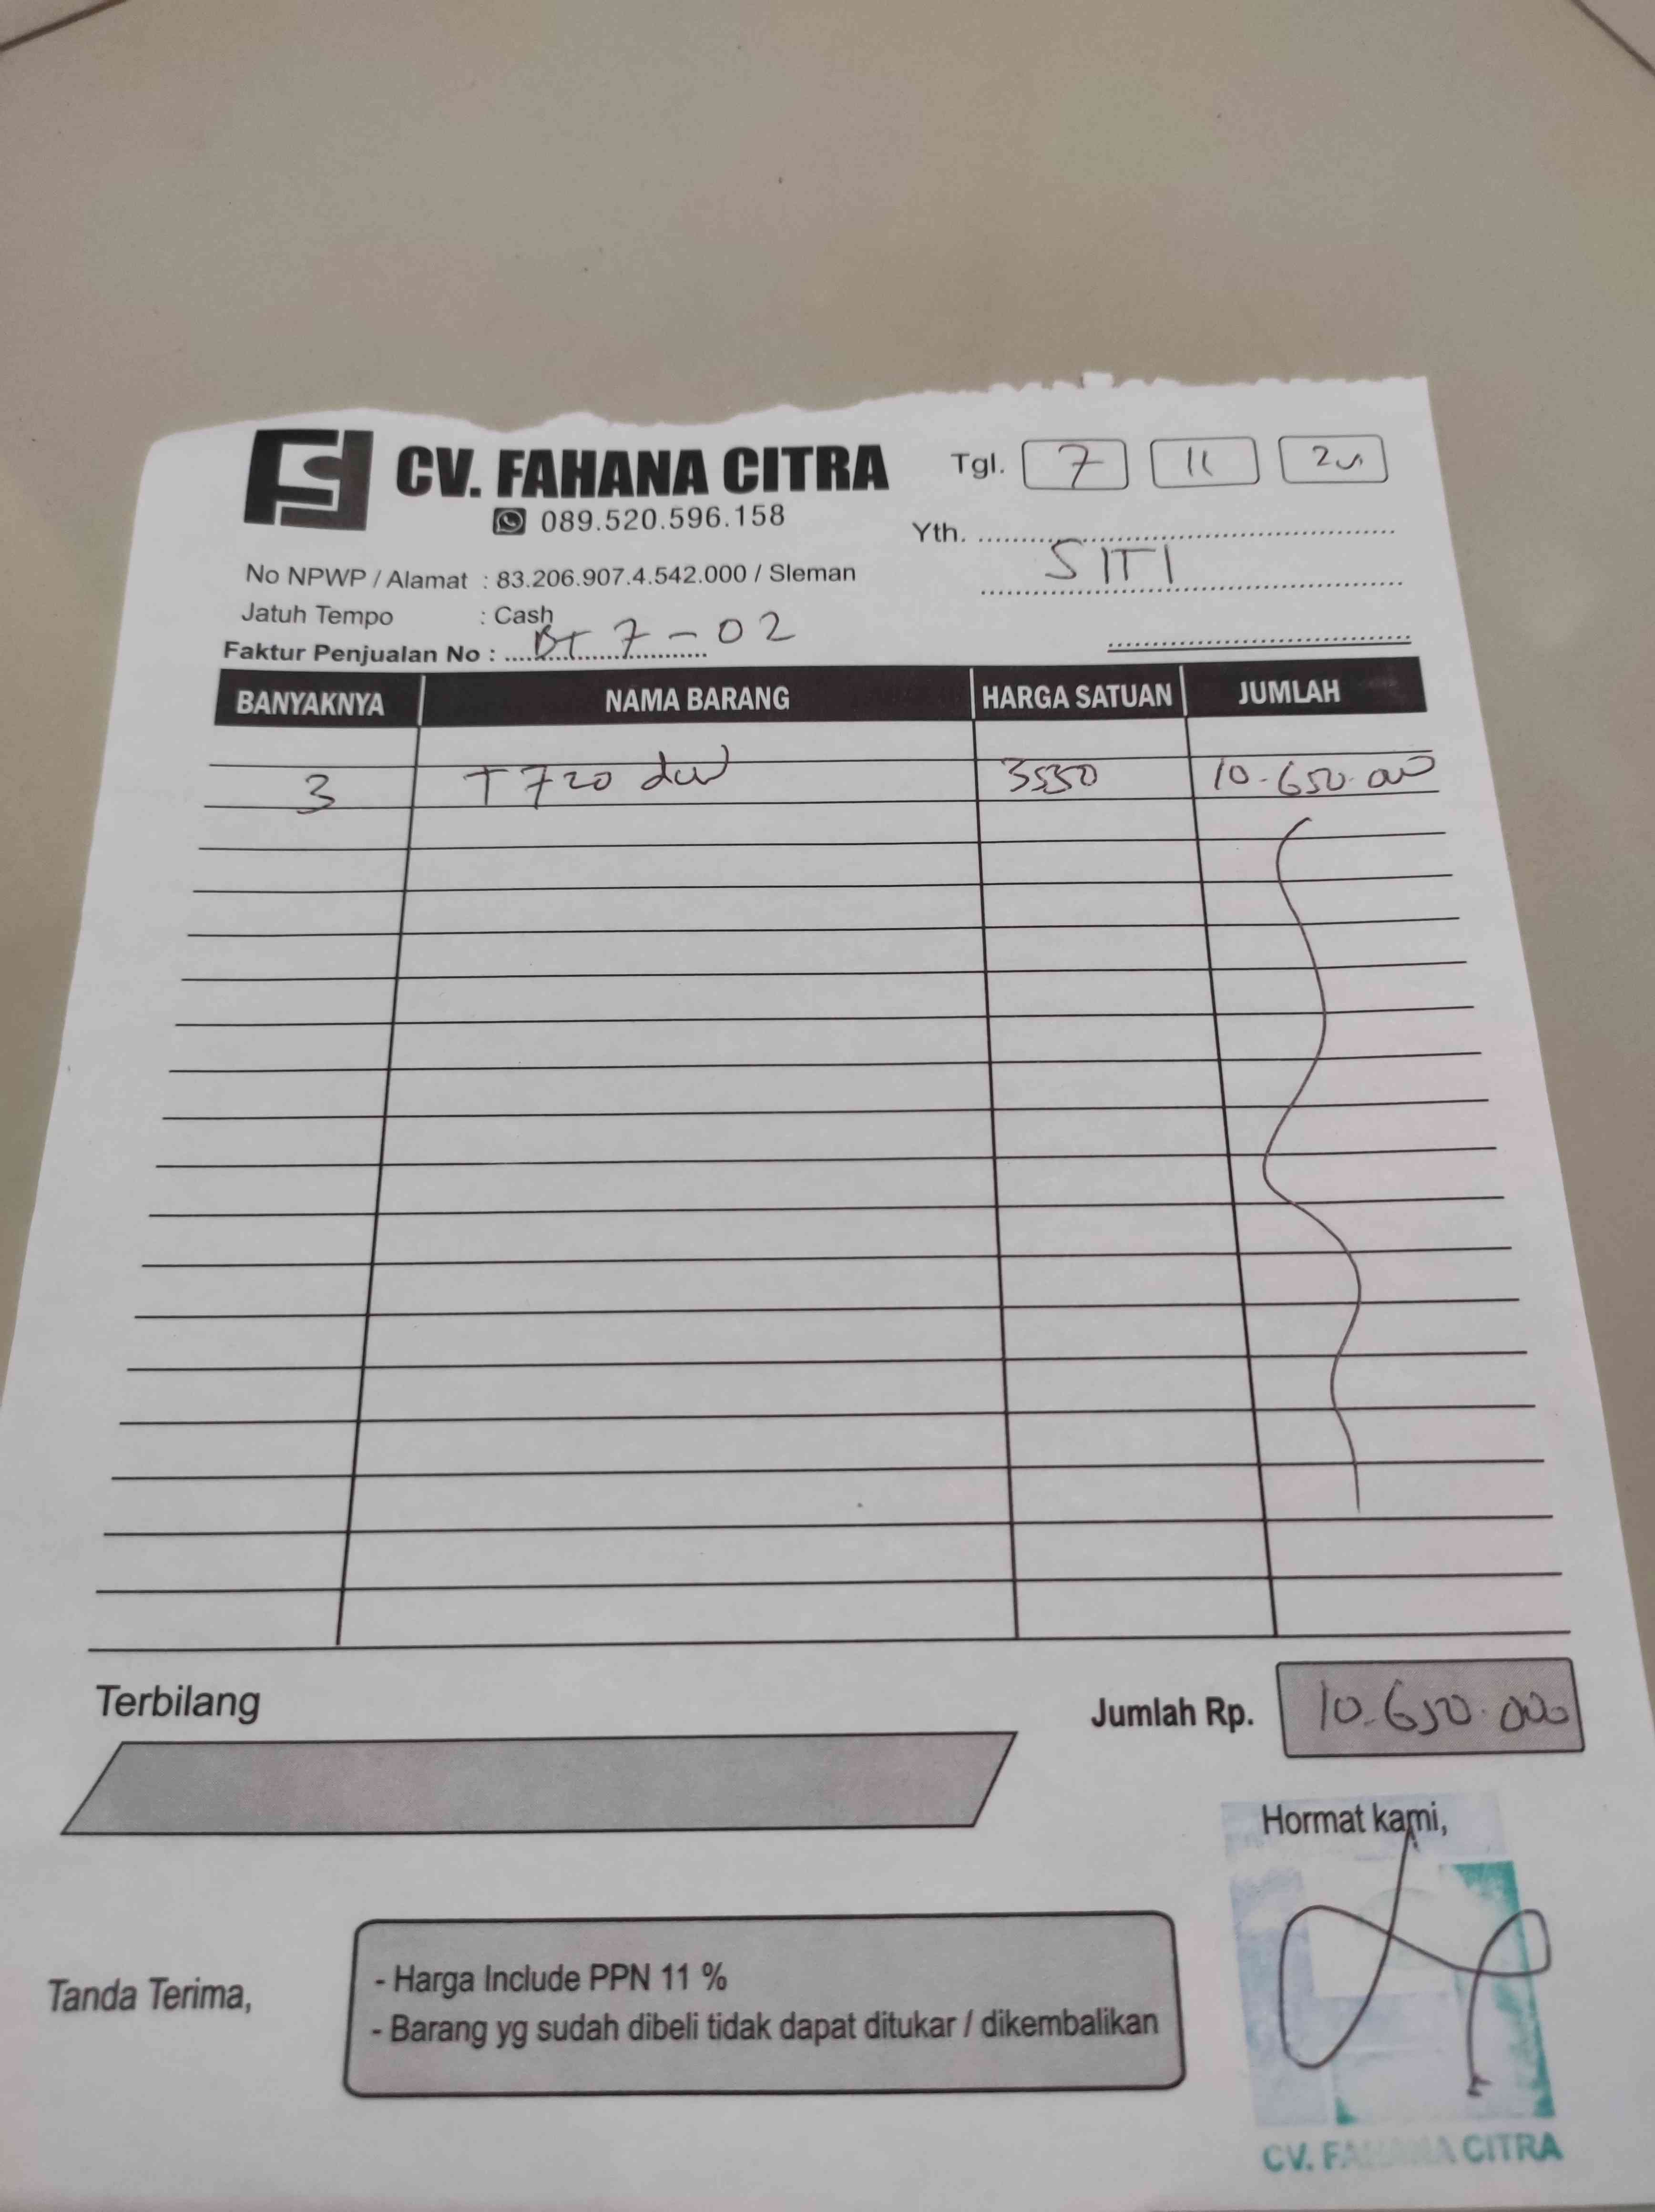 CV. FAHANA CITRA
089.520.596.158
Tgl. 7 11 25
Yth.
SITI
No NPWP / Alamat : 83.206.907.4.542.000 / Sleman
Jatuh Tempo : Cash
Faktur Penjualan No : BT 7-02
BANYAKNYA NAMA BARANG HARGA SATUAN JUMLAH
3 T720 3550 10.650.000
Terbilang
Jumlah Rp. 10.650.000
Hormat kami,
Tanda Terima,
- Harga Include PPN 11 %
- Barang yg sudah dibeli tidak dapat ditukar / dikembalikan
CV. FAHANA CITRA